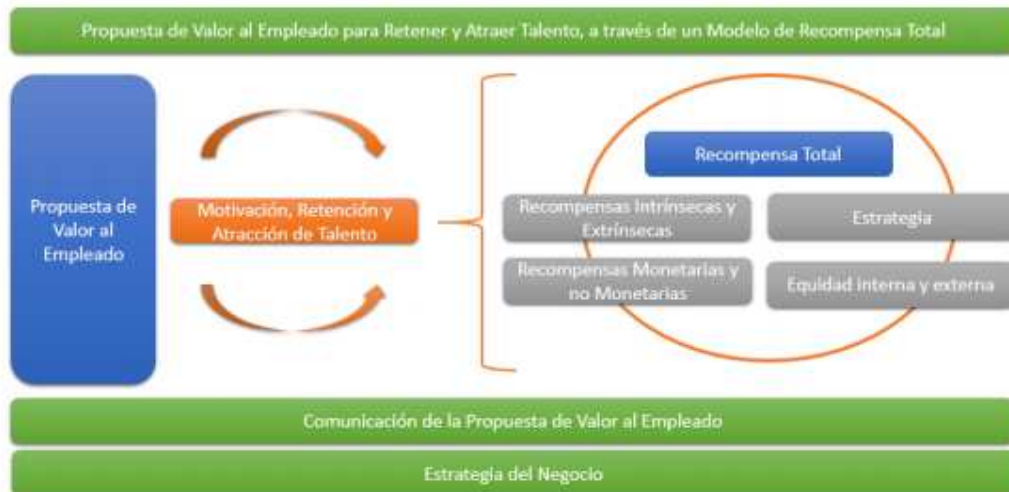 Propuesta de Valor al Empleado para Retener y Atraer Talento, a través de un Modelo de Recompensa Total
Propuesta de
Valor al
Empleado
Motivación, Retención y
Atracción de Talento
Recompensa Total
Recompensas Intrínsecas y
Extrínsecas
Estrategia
Recompensas Monetarias y
no Monetarias
Equidad interna y externa
Comunicación de la Propuesta de Valor al Empleado
Estrategia del Negocio